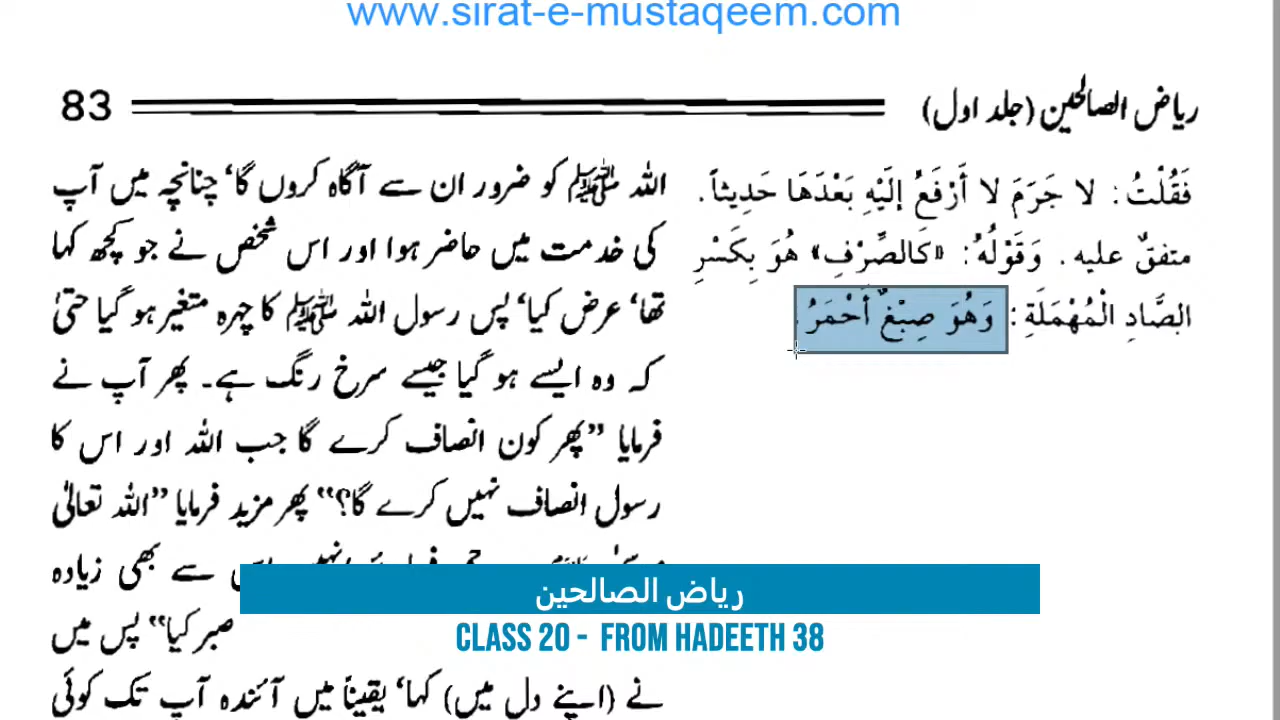 www.sirat-e-mustaqeem.com
ریاض الصالحین (جلد اول) 83
فَقُلْتُ: لا جَرَمَ لا أَرْفَعُ إلَيْهِ بَعْدَهَا حَدِيثاً.
متفقٌ عليه. وَقَوْلُهُ: «كَالصِّرْفِ» هُوَ بِكَسْرِ
الصَّادِ الْمُهْمَلَةِ: وَهُوَ صِبْغٌ أَحْمَرُ.
اللہ ﷺ کو ضرور ان سے آگاہ کروں گا‘ چنانچہ میں آپ
کی خدمت میں حاضر ہوا اور اس شخص نے جو کچھ کہا
تھا‘ عرض کیا‘ پس رسول اللہ ﷺ کا چہرہ متغیر ہو گیا حتیٰ
کہ وہ ایسے ہو گیا جیسے سرخ رنگ ہے۔ پھر آپ نے
فرمایا ”پھر کون انصاف کرے گا جب اللہ اور اس کا
رسول انصاف نہیں کرے گا؟“ پھر مزید فرمایا ”اللہ تعالیٰ
سے بھی زیادہ
صبر کیا“ پس میں
نے (اپنے دل میں) کہا‘ یقیناً میں آئندہ آپ تک کوئی
رياض الصالحين
CLASS 20 - FROM HADEETH 38